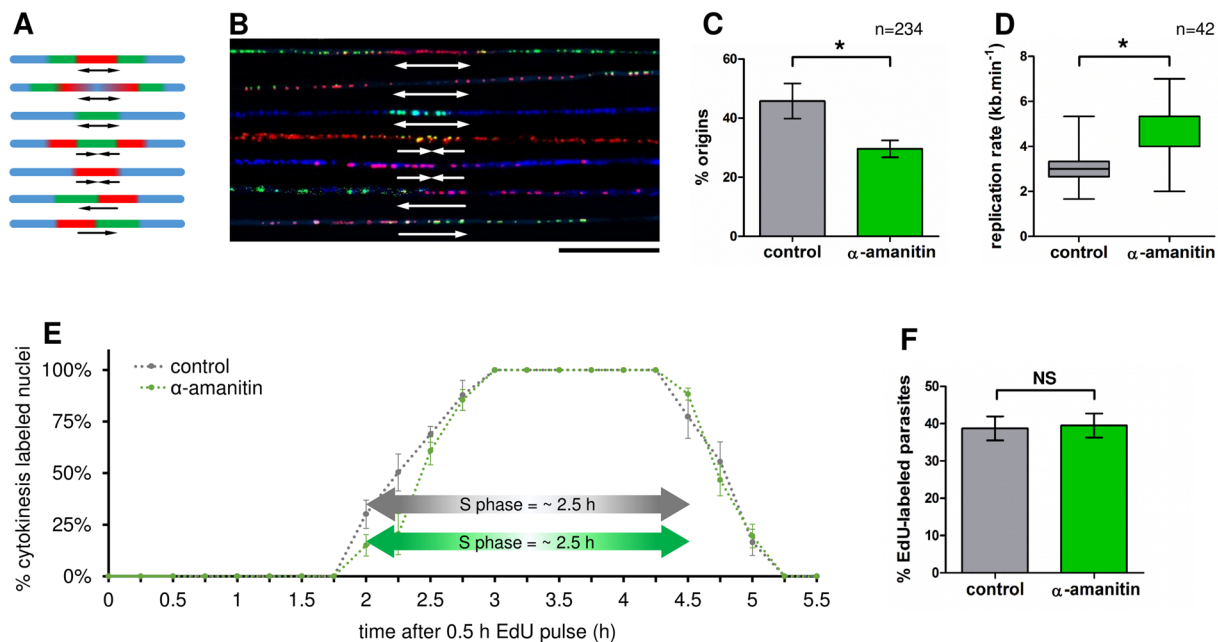 A
B
C
n=234
*
% origins
60
40
20
0
control
α-amanitin
D
n=42
*
replication rate (kb.min⁻¹)
8
6
4
2
0
control
α-amanitin
E
control
α-amanitin
% cytokinesis labeled nuclei
100%
75%
50%
25%
0%
S phase = ~ 2.5 h
S phase = ~ 2.5 h
0 0.5 1 1.5 2 2.5 3 3.5 4 4.5 5 5.5
time after 0.5 h EdU pulse (h)
F
NS
% EdU-labeled parasites
50
40
30
20
10
0
control
α-amanitin